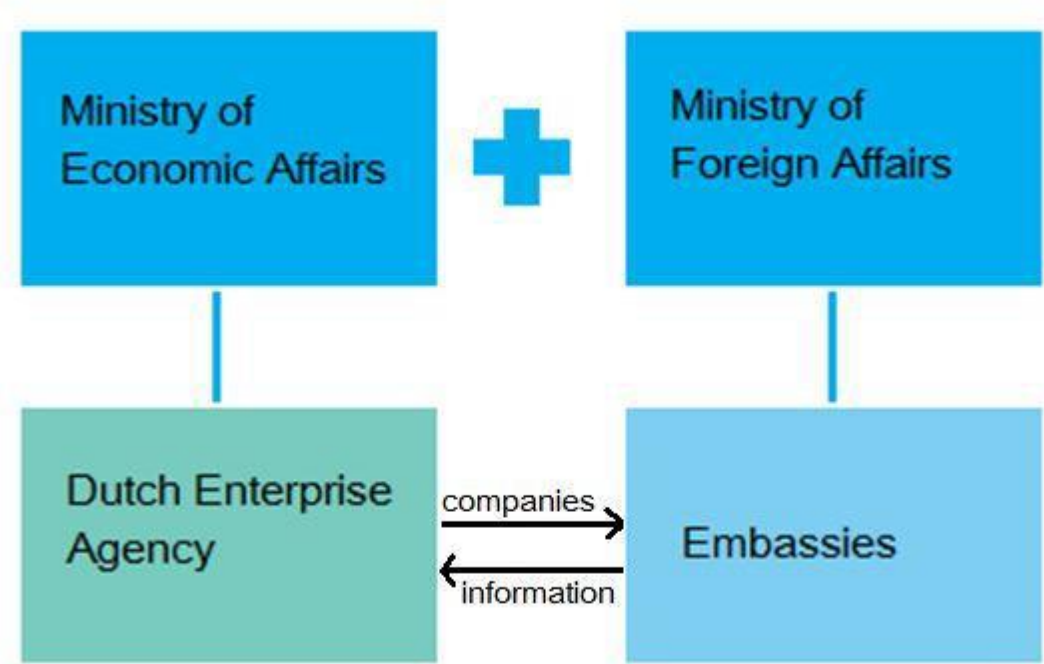 Ministry of
Economic Affairs
Ministry of
Foreign Affairs
Dutch Enterprise
Agency
companies
information
Embassies